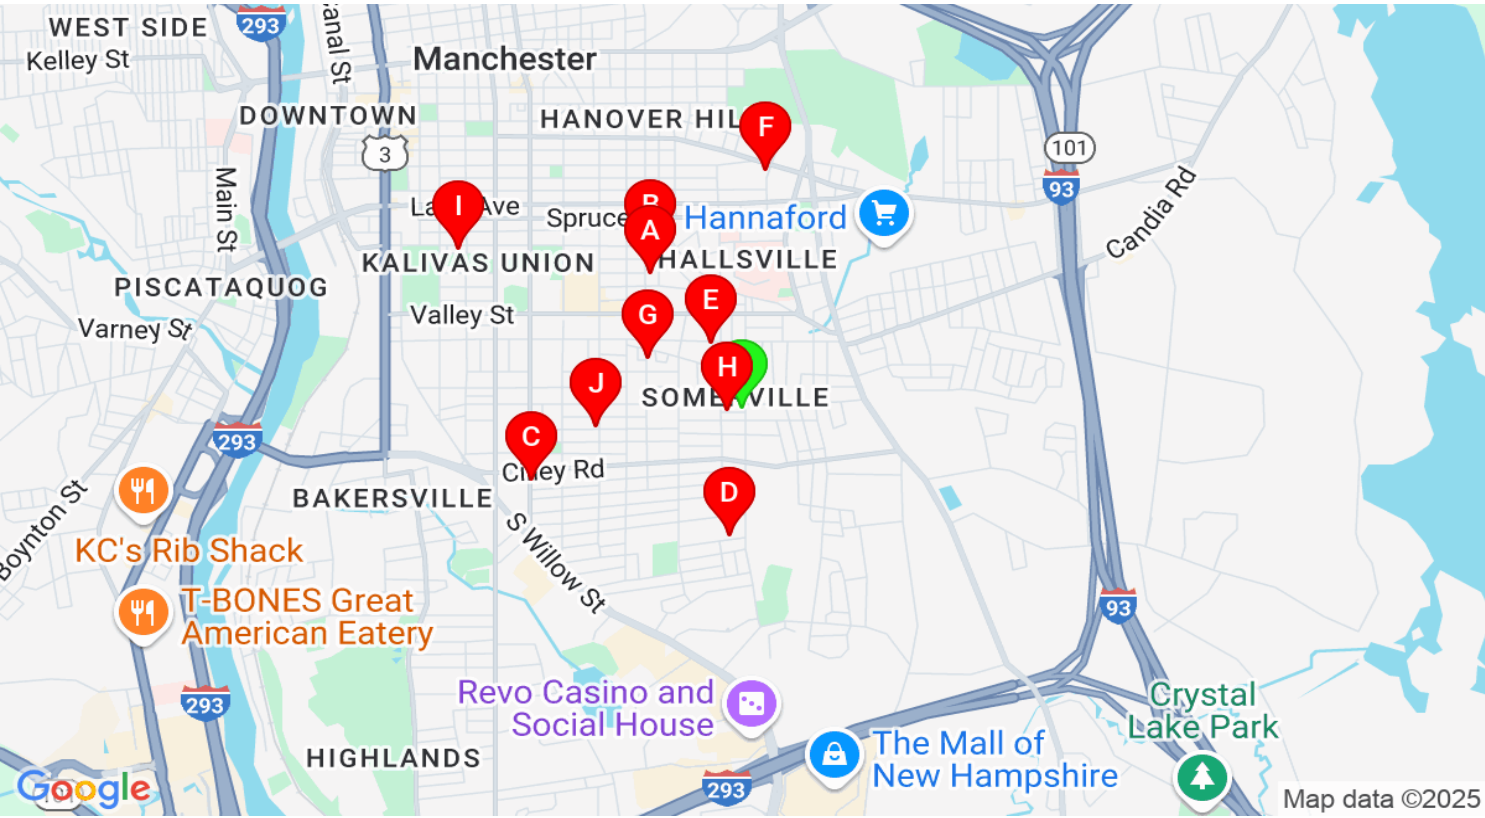 WEST SIDE
293
Kelley St
Canal St
Manchester
DOWNTOWN
HANOVER HIL
F
3
101
93
Main St
I
Ave
Spruce
B
A
Hannaford
Candia Rd
KALIVAS UNION
HALLSVILLE
PISCATAQUOG
Varney St
Valley St
G
E
H
J
SOMERVILLE
C
Cilley Rd
293
D
BAKERSVILLE
Boynton St
KC's Rib Shack
S Willow St
T-BONES Great
American Eatery
93
Revo Casino and
Social House
293
Crystal
Lake Park
The Mall of
New Hampshire
HIGHLANDS
293
Google
Map data ©2025